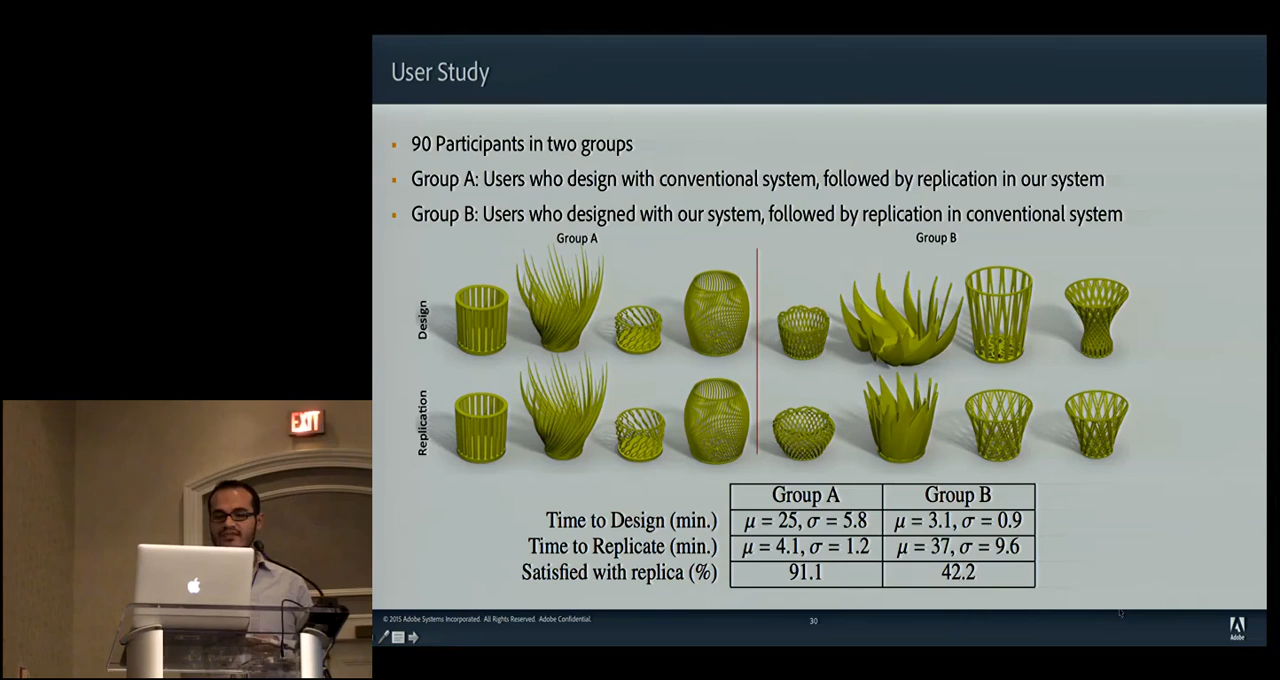 User Study
▪ 90 Participants in two groups
▪ Group A: Users who design with conventional system, followed by replication in our system
▪ Group B: Users who designed with our system, followed by replication in conventional system
Group A Group B
Design
Replication
Group A Group B
Time to Design (min.) μ = 25, σ = 5.8 μ = 3.1, σ = 0.9
Time to Replicate (min.) μ = 4.1, σ = 1.2 μ = 37, σ = 9.6
Satisfied with replica (%) 91.1 42.2
© 2015 Adobe Systems Incorporated. All Rights Reserved. Adobe Confidential.
30
Adobe
EXIT